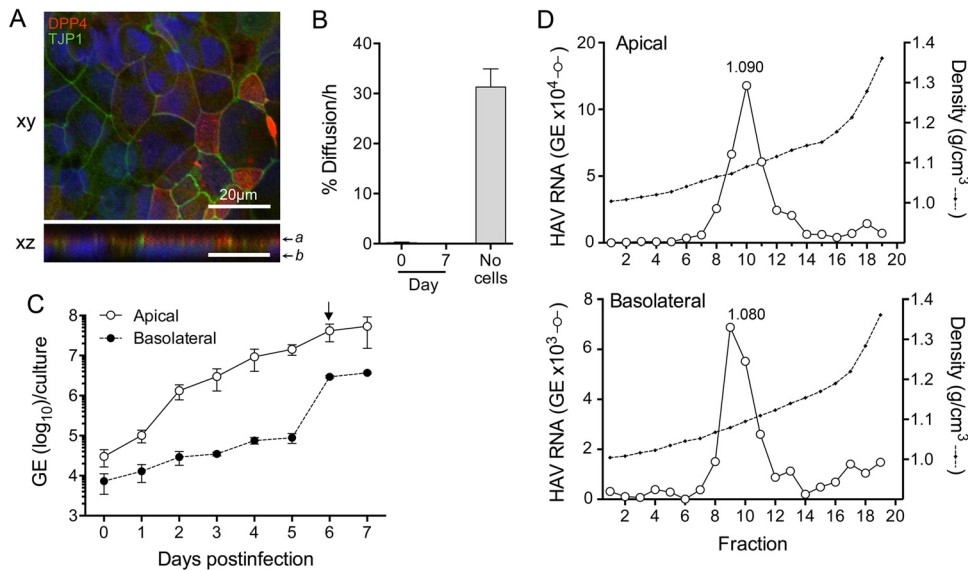 A
DPP4
TJP1
xy
20µm
xz
a
b
B
% Diffusion/h
40
30
20
10
0
0
7
No
cells
Day
C
Apical
Basolateral
GE (log10)/culture
8
7
6
5
4
3
0 1 2 3 4 5 6 7
Days postinfection
D
Apical
1.090
HAV RNA (GE x10⁴-○-)
20
15
10
5
0
1.4
1.3
1.2
1.1
1.0
Density (g/cm³-♦-)
2 4 6 8 10 12 14 16 18 20
Basolateral
1.080
HAV RNA (GE x10³-○-)
8
6
4
2
0
1.4
1.3
1.2
1.1
1.0
Density (g/cm³-♦-)
0 2 4 6 8 10 12 14 16 18 20
Fraction